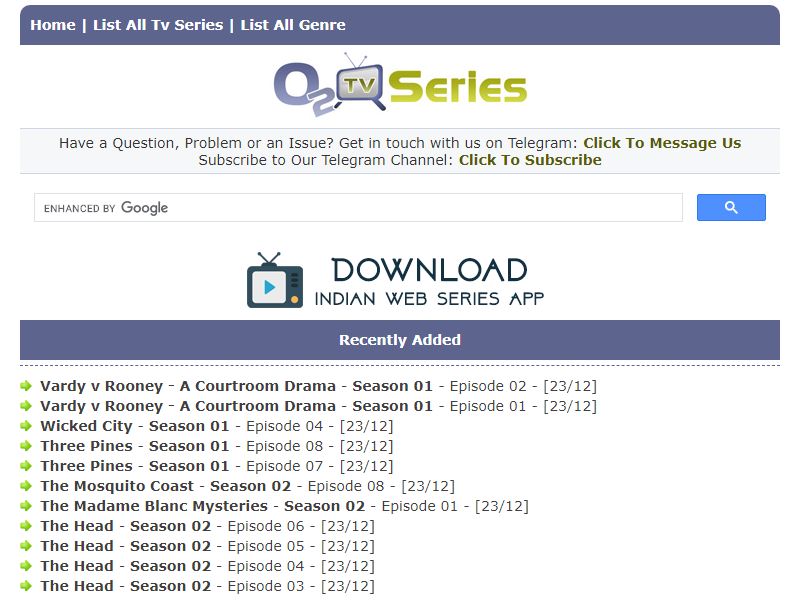 Home | List All Tv Series | List All Genre
O2 TV Series
Have a Question, Problem or an Issue? Get in touch with us on Telegram: Click To Message Us
Subscribe to Our Telegram Channel: Click To Subscribe
ENHANCED BY Google
DOWNLOAD
INDIAN WEB SERIES APP
Recently Added
Vardy v Rooney - A Courtroom Drama - Season 01 - Episode 02 - [23/12]
Vardy v Rooney - A Courtroom Drama - Season 01 - Episode 01 - [23/12]
Wicked City - Season 01 - Episode 04 - [23/12]
Three Pines - Season 01 - Episode 08 - [23/12]
Three Pines - Season 01 - Episode 07 - [23/12]
The Mosquito Coast - Season 02 - Episode 08 - [23/12]
The Madame Blanc Mysteries - Season 02 - Episode 01 - [23/12]
The Head - Season 02 - Episode 06 - [23/12]
The Head - Season 02 - Episode 05 - [23/12]
The Head - Season 02 - Episode 04 - [23/12]
The Head - Season 02 - Episode 03 - [23/12]